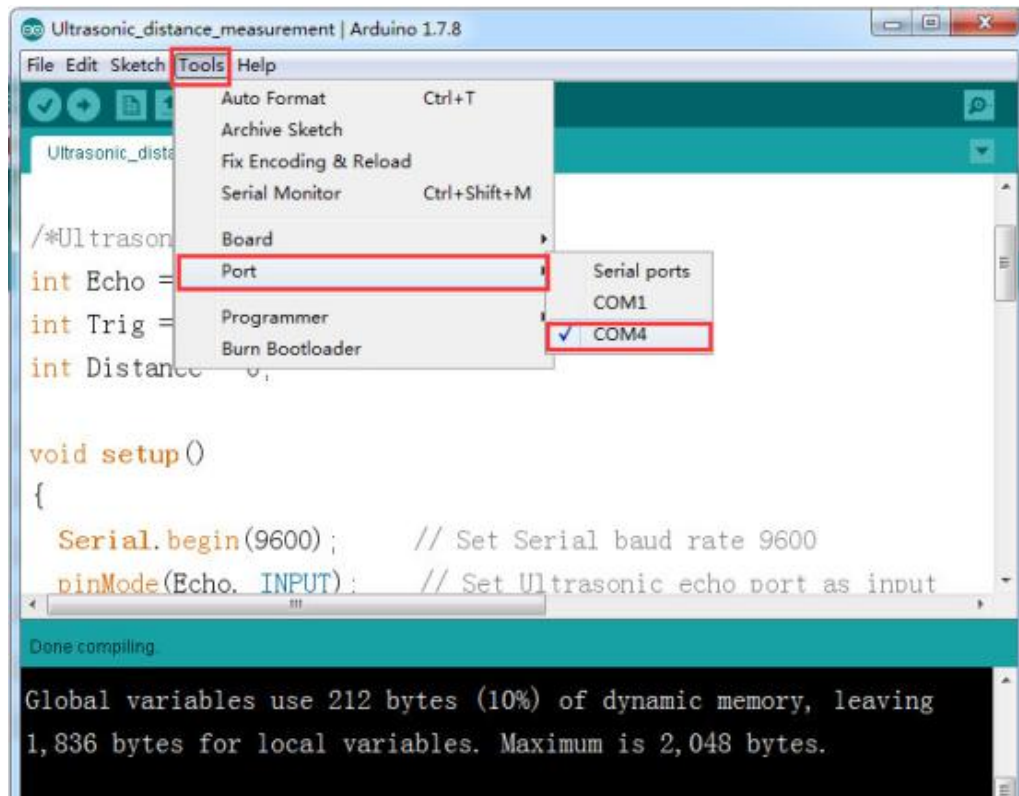 Ultrasonic_distance_measurement | Arduino 1.7.8
File Edit Sketch Tools Help
Auto Format Ctrl+T
Archive Sketch
Fix Encoding & Reload
Serial Monitor Ctrl+Shift+M
Board
Port
Programmer
Burn Bootloader
Serial ports
COM1
COM4
Ultrasonic_dista
/*Ultrason
int Echo =
int Trig =
int Distance
void setup()
{
Serial.begin(9600); // Set Serial baud rate 9600
pinMode(Echo, INPUT); // Set Ultrasonic echo port as input
Done compiling.
Global variables use 212 bytes (10%) of dynamic memory, leaving
1,836 bytes for local variables. Maximum is 2,048 bytes.